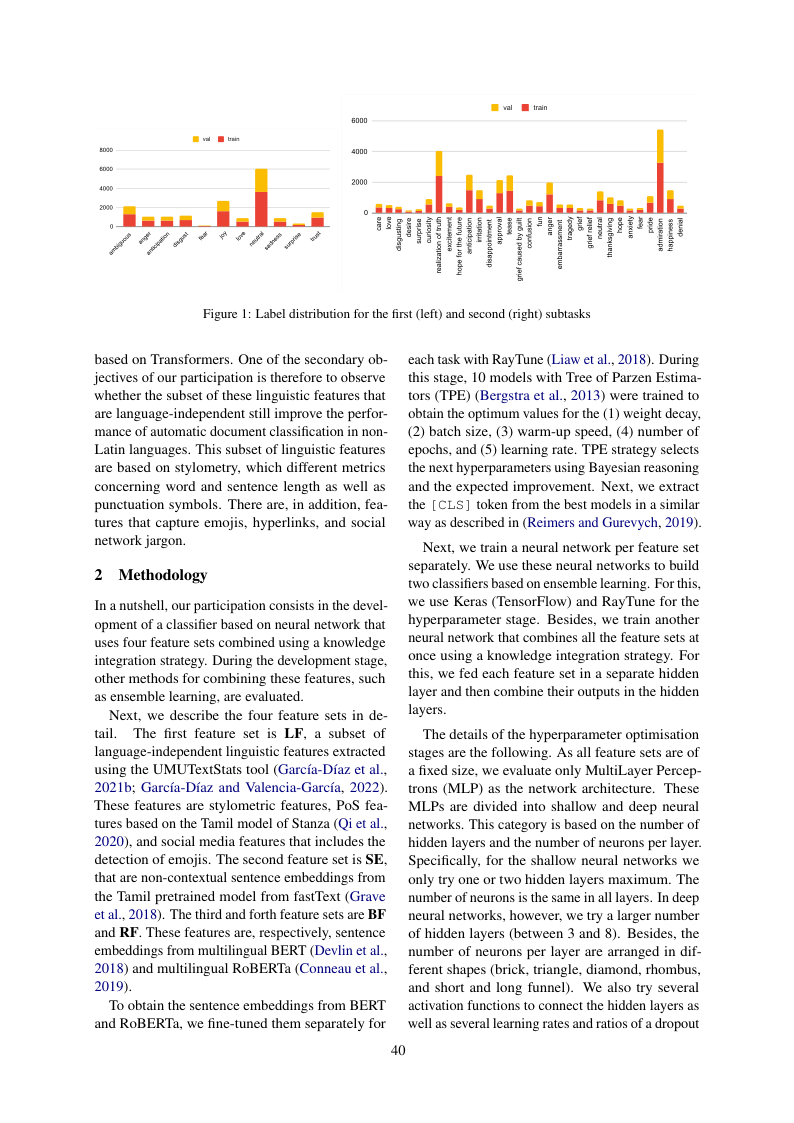 val train
8000
6000
4000
2000
0
ambiguous
anger
anticipation
disgust
fear
joy
love
neutral
sadness
surprise
trust
val train
6000
4000
2000
0
care
love
disgusting
desire
surprise
curiosity
realization of truth
excitement
hope for the future
anticipation
irritation
disappointment
approval
tease
grief caused by guilt
confusion
fun
anger
embarrassment
tragedy
grief
grief relief
neutral
thanksgiving
hope
anxiety
fear
pride
admiration
happiness
denial
Figure 1: Label distribution for the first (left) and second (right) subtasks
based on Transformers. One of the secondary ob-
jectives of our participation is therefore to observe
whether the subset of these linguistic features that
are language-independent still improve the perfor-
mance of automatic document classification in non-
Latin languages. This subset of linguistic features
are based on stylometry, which different metrics
concerning word and sentence length as well as
punctuation symbols. There are, in addition, fea-
tures that capture emojis, hyperlinks, and social
network jargon.
2 Methodology
In a nutshell, our participation consists in the devel-
opment of a classifier based on neural network that
uses four feature sets combined using a knowledge
integration strategy. During the development stage,
other methods for combining these features, such
as ensemble learning, are evaluated.
Next, we describe the four feature sets in de-
tail. The first feature set is LF, a subset of
language-independent linguistic features extracted
using the UMUTextStats tool (García-Díaz et al.,
2021b; García-Díaz and Valencia-García, 2022).
These features are stylometric features, PoS fea-
tures based on the Tamil model of Stanza (Qi et al.,
2020), and social media features that includes the
detection of emojis. The second feature set is SE,
that are non-contextual sentence embeddings from
the Tamil pretrained model from fastText (Grave
et al., 2018). The third and forth feature sets are BF
and RF. These features are, respectively, sentence
embeddings from multilingual BERT (Devlin et al.,
2018) and multilingual RoBERTa (Conneau et al.,
2019).
To obtain the sentence embeddings from BERT
and RoBERTa, we fine-tuned them separately for
each task with RayTune (Liaw et al., 2018). During
this stage, 10 models with Tree of Parzen Estima-
tors (TPE) (Bergstra et al., 2013) were trained to
obtain the optimum values for the (1) weight decay,
(2) batch size, (3) warm-up speed, (4) number of
epochs, and (5) learning rate. TPE strategy selects
the next hyperparameters using Bayesian reasoning
and the expected improvement. Next, we extract
the [CLS] token from the best models in a similar
way as described in (Reimers and Gurevych, 2019).
Next, we train a neural network per feature set
separately. We use these neural networks to build
two classifiers based on ensemble learning. For this,
we use Keras (TensorFlow) and RayTune for the
hyperparameter stage. Besides, we train another
neural network that combines all the feature sets at
once using a knowledge integration strategy. For
this, we fed each feature set in a separate hidden
layer and then combine their outputs in the hidden
layers.
The details of the hyperparameter optimisation
stages are the following. As all feature sets are of
a fixed size, we evaluate only MultiLayer Percep-
trons (MLP) as the network architecture. These
MLPs are divided into shallow and deep neural
networks. This category is based on the number of
hidden layers and the number of neurons per layer.
Specifically, for the shallow neural networks we
only try one or two hidden layers maximum. The
number of neurons is the same in all layers. In deep
neural networks, however, we try a larger number
of hidden layers (between 3 and 8). Besides, the
number of neurons per layer are arranged in dif-
ferent shapes (brick, triangle, diamond, rhombus,
and short and long funnel). We also try several
activation functions to connect the hidden layers as
well as several learning rates and ratios of a dropout
40